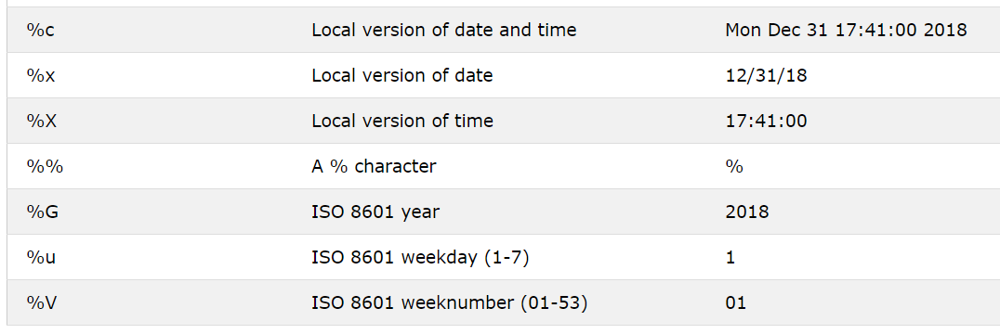 %c Local version of date and time Mon Dec 31 17:41:00 2018
%x Local version of date 12/31/18
%X Local version of time 17:41:00
%% A % character %
%G ISO 8601 year 2018
%u ISO 8601 weekday (1-7) 1
%V ISO 8601 weeknumber (01-53) 01